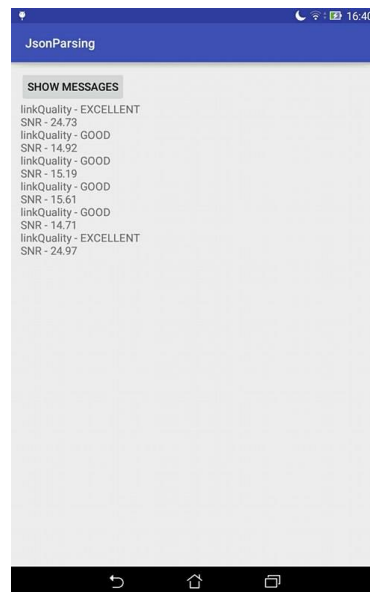 16:40
JsonParsing
SHOW MESSAGES
linkQuality - EXCELLENT
SNR - 24.73
linkQuality - GOOD
SNR - 14.92
linkQuality - GOOD
SNR - 15.19
linkQuality - GOOD
SNR - 15.61
linkQuality - GOOD
SNR - 14.71
linkQuality - EXCELLENT
SNR - 24.97